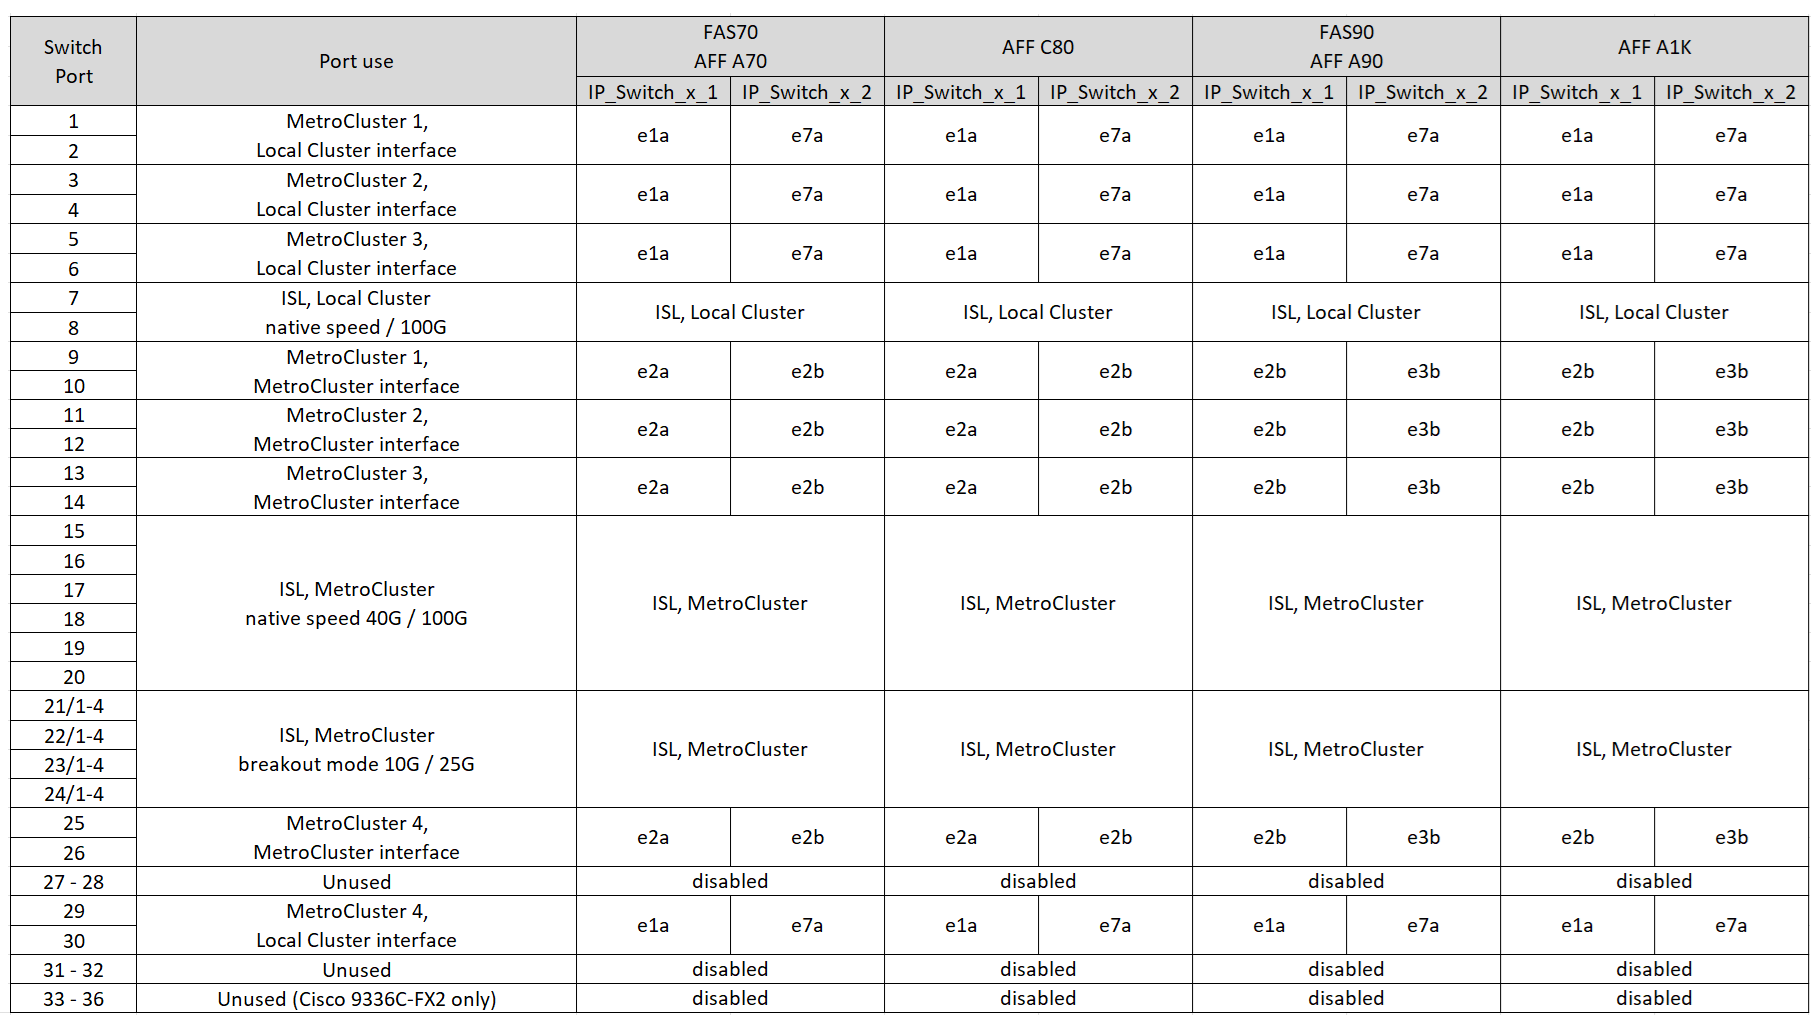 Switch
Port
Port use
FAS70
AFF A70
AFF C80
FAS90
AFF A90
AFF A1K
IP_Switch_x_1 IP_Switch_x_2 IP_Switch_x_1 IP_Switch_x_2 IP_Switch_x_1 IP_Switch_x_2 IP_Switch_x_1 IP_Switch_x_2
1
2
MetroCluster 1,
Local Cluster interface
e1a e7a e1a e7a e1a e7a e1a e7a
3
4
MetroCluster 2,
Local Cluster interface
e1a e7a e1a e7a e1a e7a e1a e7a
5
6
MetroCluster 3,
Local Cluster interface
e1a e7a e1a e7a e1a e7a e1a e7a
7
8
ISL, Local Cluster
native speed / 100G
ISL, Local Cluster ISL, Local Cluster ISL, Local Cluster ISL, Local Cluster
9
10
MetroCluster 1,
MetroCluster interface
e2a e2b e2a e2b e2b e3b e2b e3b
11
12
MetroCluster 2,
MetroCluster interface
e2a e2b e2a e2b e2b e3b e2b e3b
13
14
MetroCluster 3,
MetroCluster interface
e2a e2b e2a e2b e2b e3b e2b e3b
15
16
17
18
19
20
ISL, MetroCluster
native speed 40G / 100G
ISL, MetroCluster ISL, MetroCluster ISL, MetroCluster ISL, MetroCluster
21/1-4
22/1-4
23/1-4
24/1-4
ISL, MetroCluster
breakout mode 10G / 25G
ISL, MetroCluster ISL, MetroCluster ISL, MetroCluster ISL, MetroCluster
25
26
MetroCluster 4,
MetroCluster interface
e2a e2b e2a e2b e2b e3b e2b e3b
27 - 28 Unused disabled disabled disabled disabled
29
30
MetroCluster 4,
Local Cluster interface
e1a e7a e1a e7a e1a e7a e1a e7a
31 - 32 Unused disabled disabled disabled disabled
33 - 36 Unused (Cisco 9336C-FX2 only) disabled disabled disabled disabled